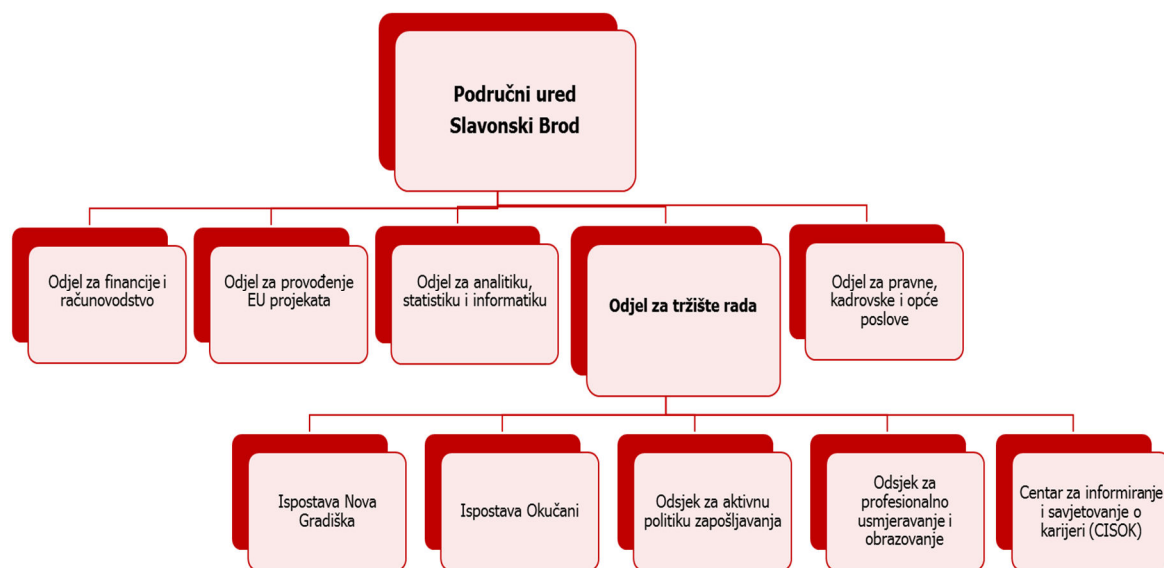 Područni ured
Slavonski Brod
Odjel za financije i
računovodstvo
Odjel za provođenje
EU projekata
Odjel za analitiku,
statistiku i informatiku
Odjel za tržište rada
Odjel za pravne,
kadrovske i opće
poslove
Ispostava Nova
Gradiška
Ispostava Okučani
Odsjek za aktivnu
politiku zapošljavanja
Odsjek za
profesionalno
usmjeravanje i
obrazovanje
Centar za informiranje
i savjetovanje o
karijeri (CISOK)